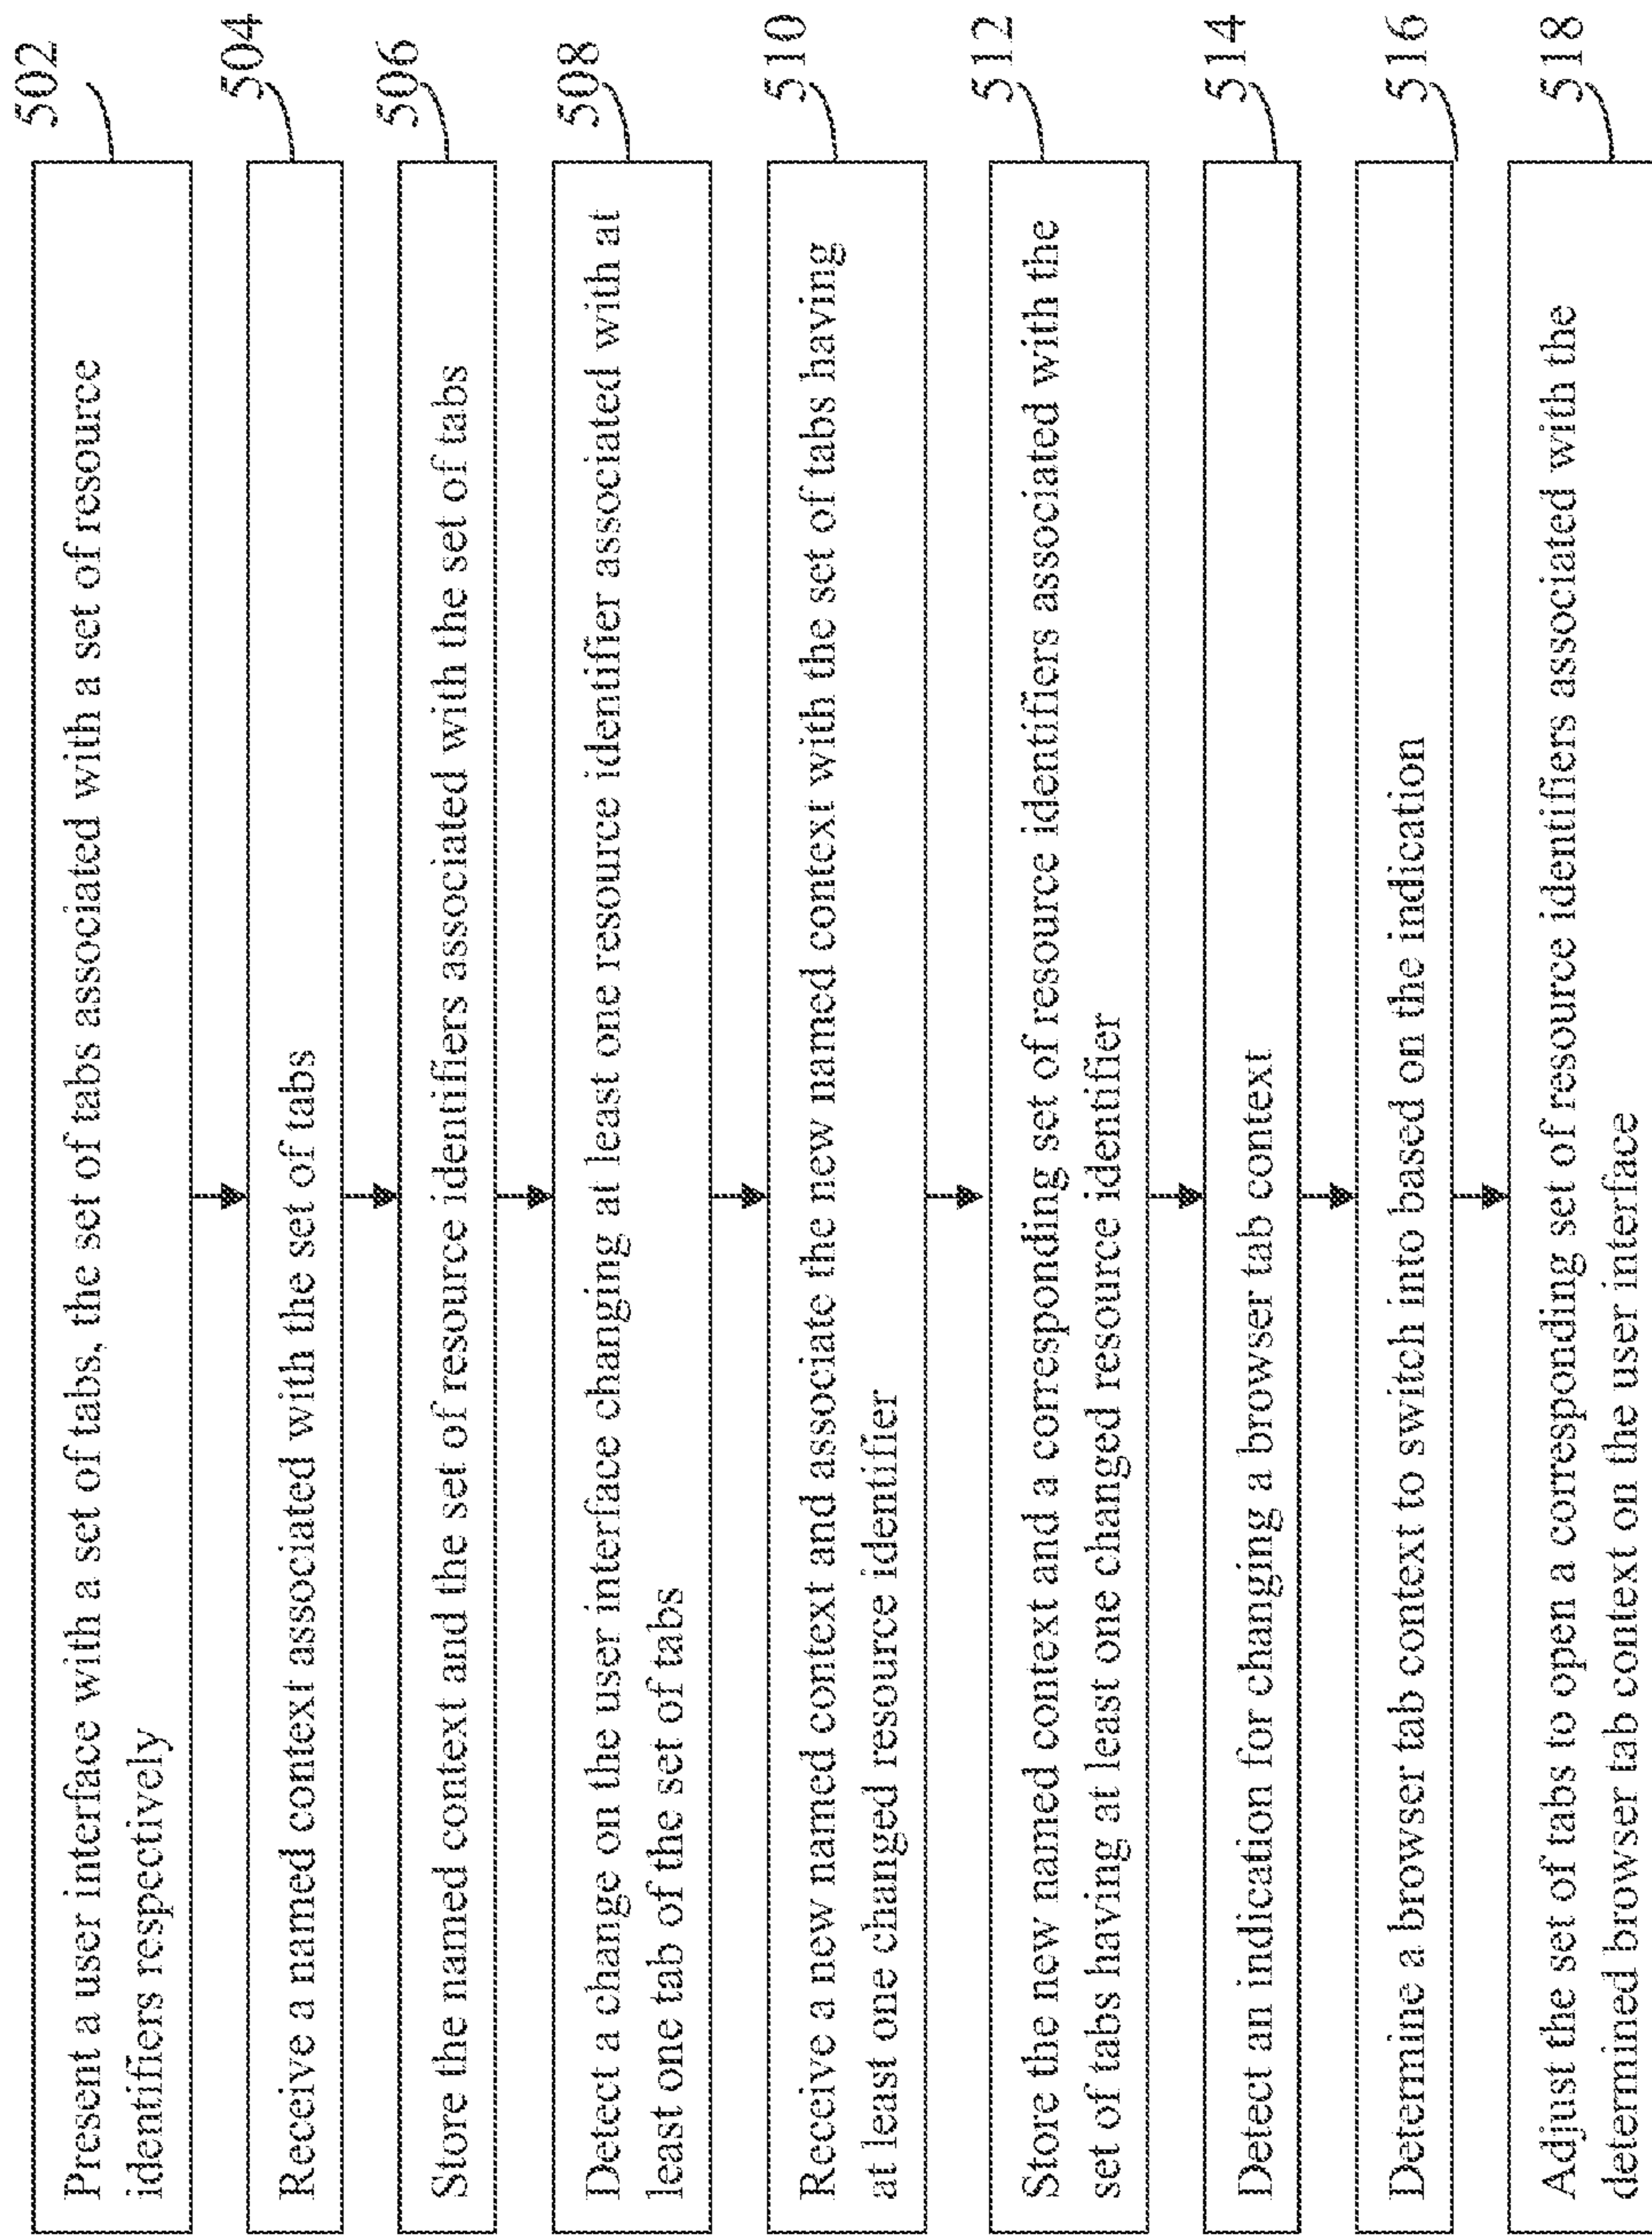 502
Present a user interface with a set of tabs, the set of tabs associated with a set of resource
identifiers respectively
504
Receive a named context associated with the set of tabs
506
Store the named context and the set of resource identifiers associated with the set of tabs
508
Detect a change on the user interface changing at least one resource identifier associated with at
least one tab of the set of tabs
510
Receive a new named context and associate the new named context with the set of tabs having
at least one changed resource identifier
512
Store the new named context and a corresponding set of resource identifiers associated with the
set of tabs having at least one changed resource identifier
514
Detect an indication for changing a browser tab context
516
Determine a browser tab context to switch into based on the indication
518
Adjust the set of tabs to open a corresponding set of resource identifiers associated with the
determined browser tab context on the user interface